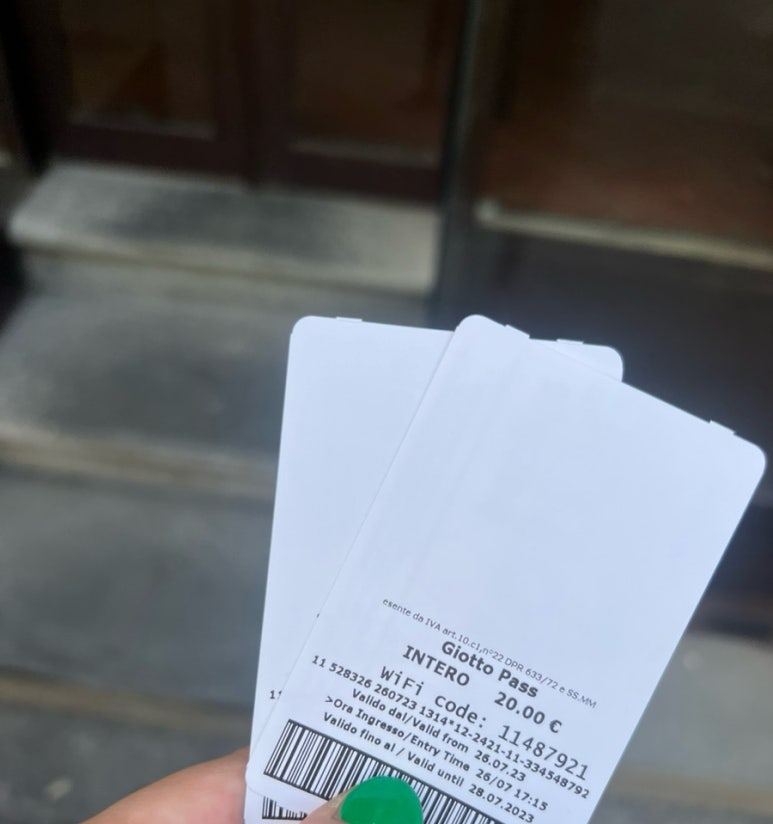 esente da IVA art.10.c1,n°22 DPR 633/72 e SS.MM
Giotto Pass
INTERO 20.00 €
WiFi code: 11487921
11 528326 260723 1314*12-2421-11-334548792
Valido dal/Valid from 26.07.23
>Ora Ingresso/Entry Time 26/07 17:15
Valido fino al / Valid until 28.07.2023
11